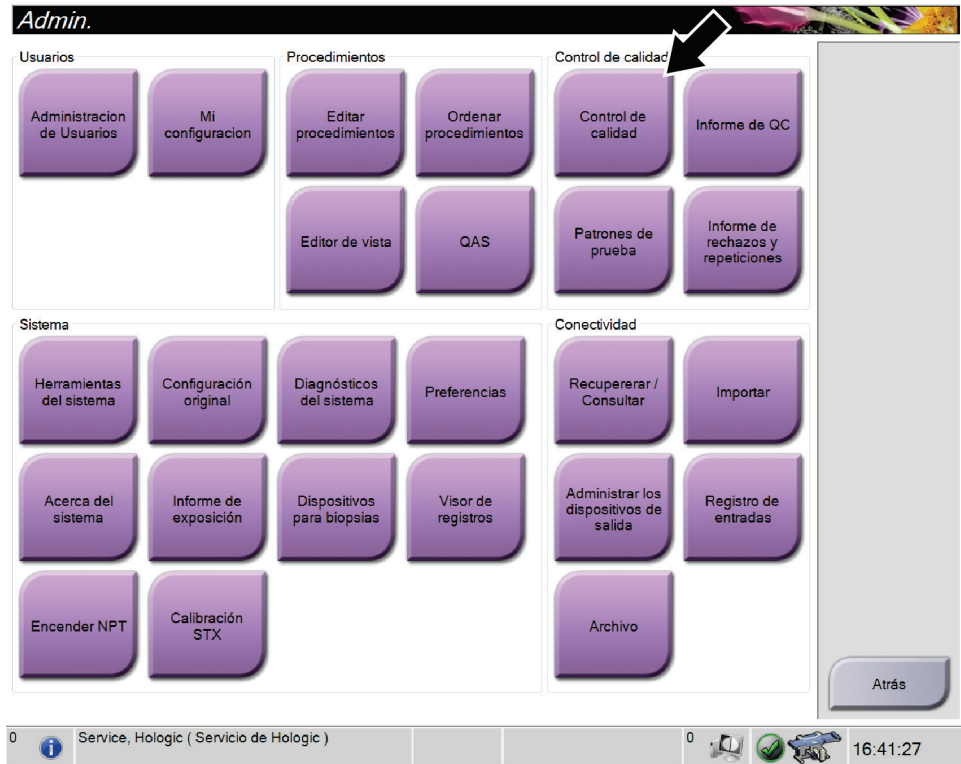 Admin.
Usuarios
Administracion
de Usuarios
Mi
configuracion
Procedimientos
Editar
procedimientos
Ordenar
procedimientos
Editor de vista
QAS
Control de calidad
Control de
calidad
Informe de QC
Patrones de
prueba
Informe de
rechazos y
repeticiones
Sistema
Herramientas
del sistema
Configuración
original
Diagnósticos
del sistema
Preferencias
Acerca del
sistema
Informe de
exposición
Dispositivos
para biopsias
Visor de
registros
Encender NPT
Calibración
STX
Conectividad
Recupererar /
Consultar
Importar
Administrar los
dispositivos de
salida
Registro de
entradas
Archivo
Atrás
0
Service, Hologic ( Servicio de Hologic )
0
16:41:27